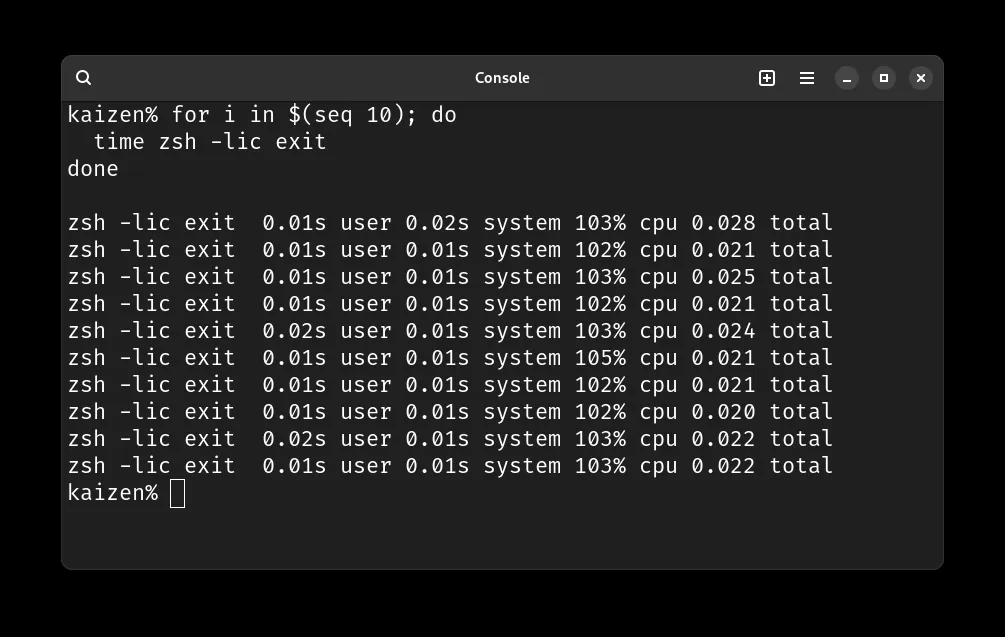 Console
kaizen% for i in $(seq 10); do
  time zsh -lic exit
done
zsh -lic exit  0.01s user 0.02s system 103% cpu 0.028 total
zsh -lic exit  0.01s user 0.01s system 102% cpu 0.021 total
zsh -lic exit  0.01s user 0.01s system 103% cpu 0.025 total
zsh -lic exit  0.01s user 0.01s system 102% cpu 0.021 total
zsh -lic exit  0.02s user 0.01s system 103% cpu 0.024 total
zsh -lic exit  0.01s user 0.01s system 105% cpu 0.021 total
zsh -lic exit  0.01s user 0.01s system 102% cpu 0.021 total
zsh -lic exit  0.01s user 0.01s system 102% cpu 0.020 total
zsh -lic exit  0.02s user 0.01s system 103% cpu 0.022 total
zsh -lic exit  0.01s user 0.01s system 103% cpu 0.022 total
kaizen%